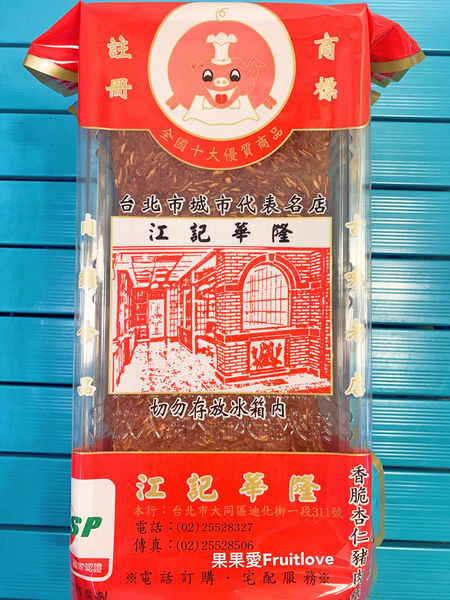 註冊
商標
全國十大優質商品
台北市城市代表名店
江記華隆
切勿存放冰箱內
江記華隆
本行：台北市大同區迪化街一段311號
電話：(02)25528327
傳真：(02)25528506
※電話訂購‧宅配服務※
香脆杏仁豬肉
SP
果果愛Fruitlove